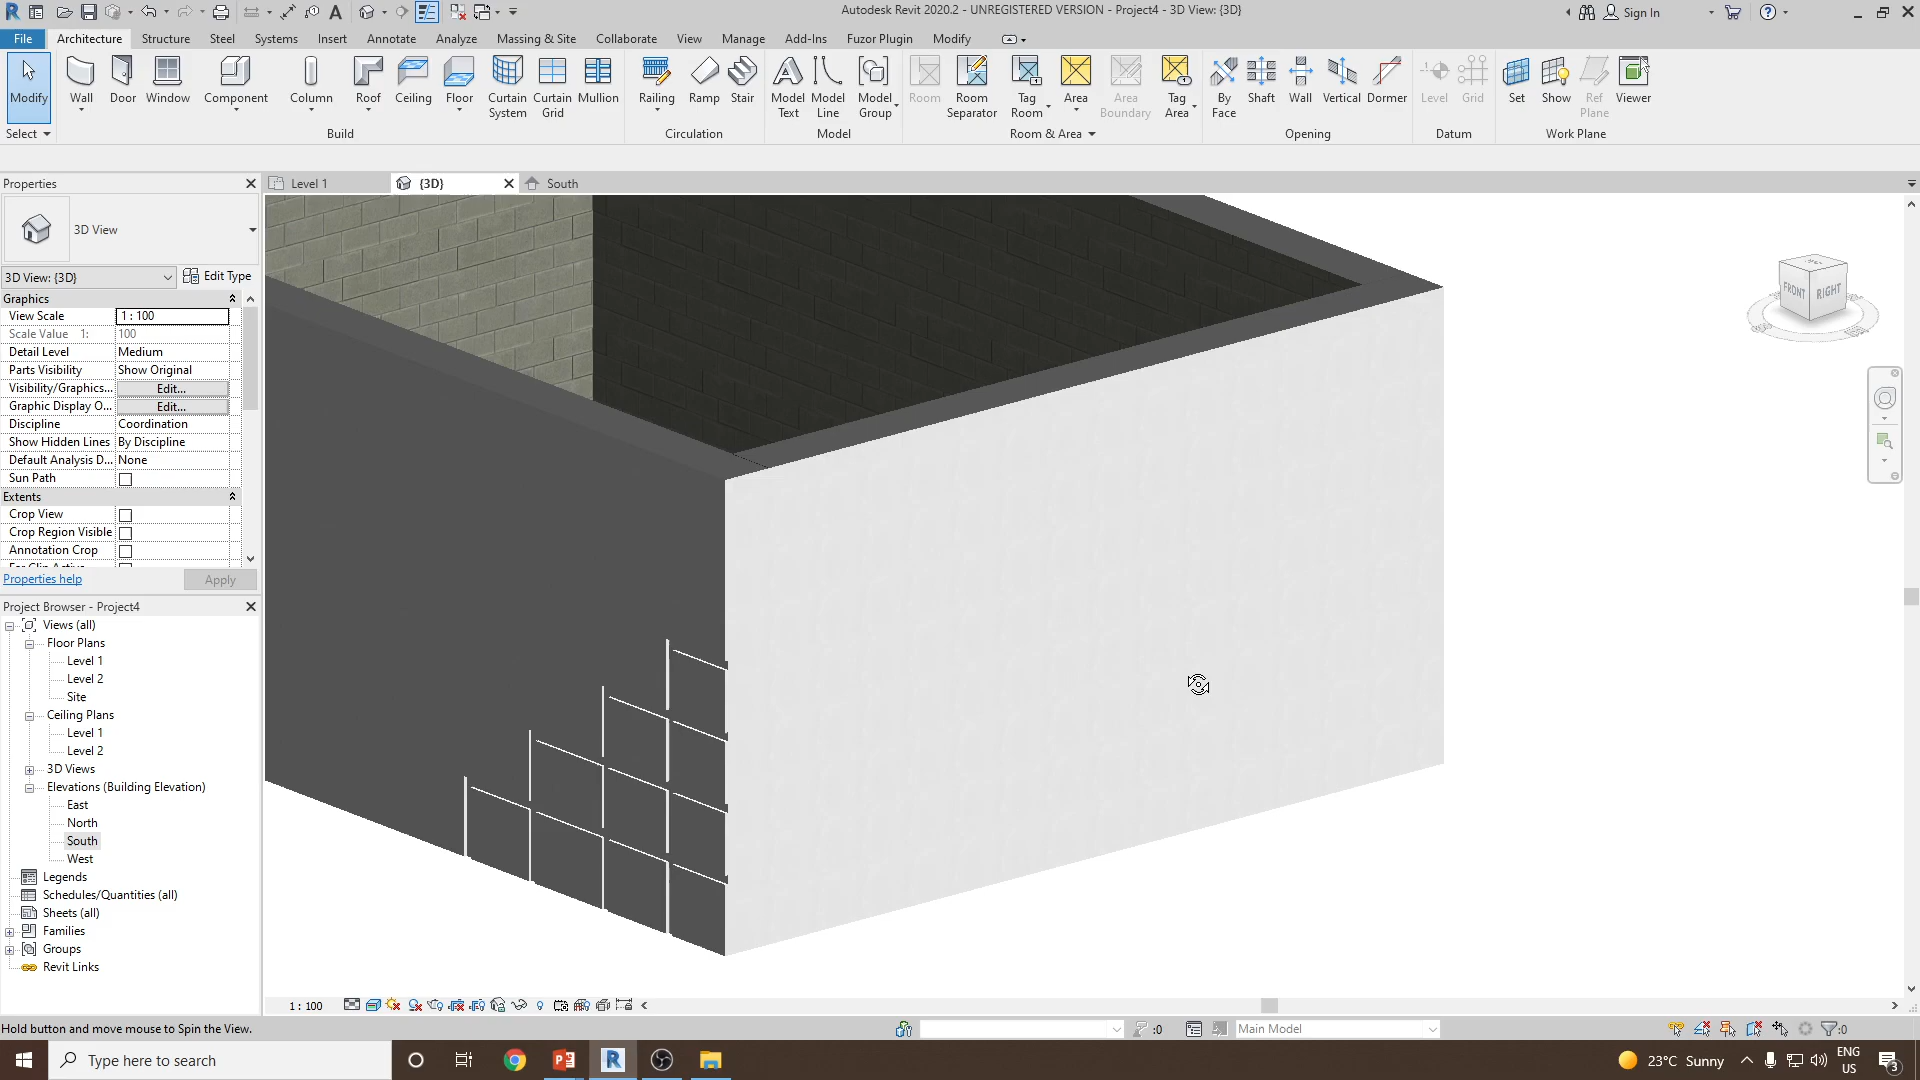 Autodesk Revit 2020.2 - UNREGISTERED VERSION - Project4 - 3D View: {3D}
Sign In
File Architecture Structure Steel Systems Insert Annotate Analyze Massing & Site Collaborate View Manage Add-Ins Fuzor Plugin Modify
Modify Wall Door Window Component Column Roof Ceiling Floor Curtain System Curtain Grid Mullion Railing Ramp Stair Model Text Model Line Model Group Room Room Separator Tag Room Area Area Boundary Tag Area By Face Shaft Wall Vertical Dormer Level Grid Set Show Ref Plane Viewer
Select Build Circulation Model Room & Area Opening Datum Work Plane
Properties
Level 1 {3D} South
3D View
3D View: {3D} Edit Type
Graphics
View Scale 1 : 100
Scale Value 1: 100
Detail Level Medium
Parts Visibility Show Original
Visibility/Graphics... Edit...
Graphic Display O... Edit...
Discipline Coordination
Show Hidden Lines By Discipline
Default Analysis D... None
Sun Path
Extents
Crop View
Crop Region Visible
Annotation Crop
Properties help Apply
FRONT RIGHT
Project Browser - Project4
Views (all)
Floor Plans
Level 1
Level 2
Site
Ceiling Plans
Level 1
Level 2
3D Views
Elevations (Building Elevation)
East
North
South
West
Legends
Schedules/Quantities (all)
Sheets (all)
Families
Groups
Revit Links
1 : 100
Hold button and move mouse to Spin the View.
:0 Main Model :0
Type here to search
23°C Sunny
ENG
US
3